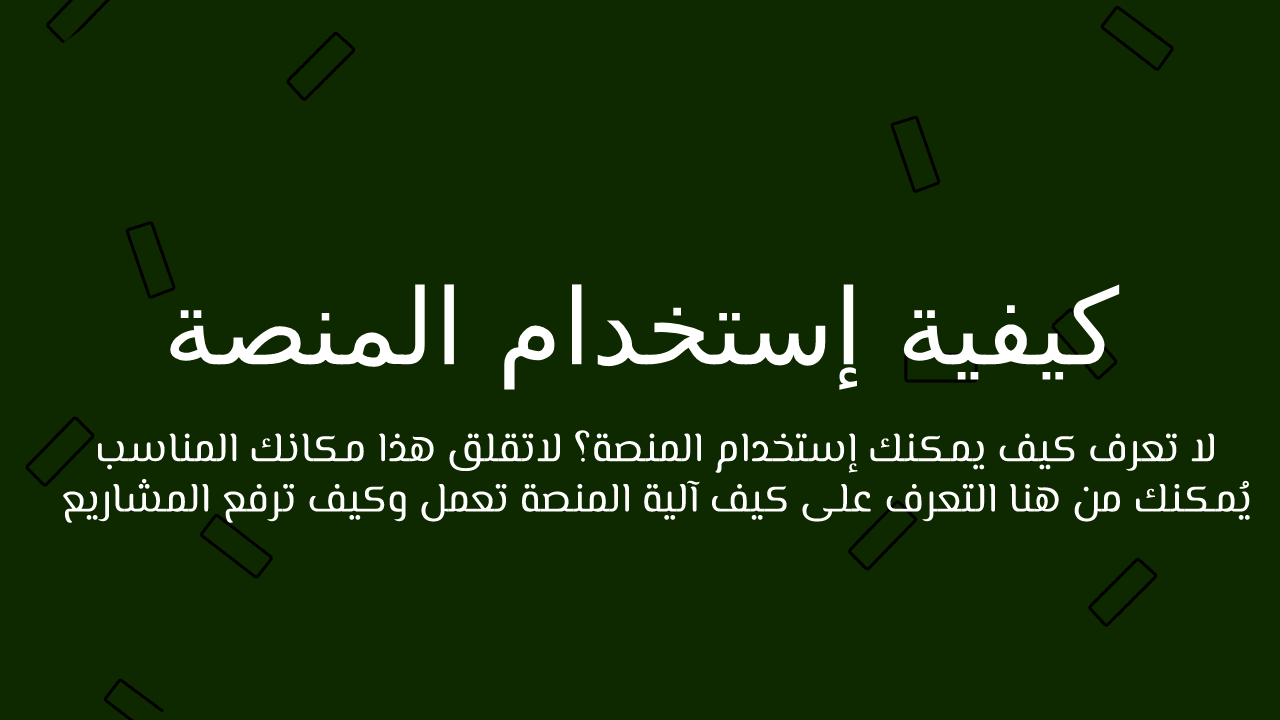 كيفية إستخدام المنصة
لا تعرف كيف يمكنك إستخدام المنصة؟ لاتقلق هذا مكانك المناسب
يُمكنك من هنا التعرف على كيف آلية المنصة تعمل وكيف ترفع المشاريع